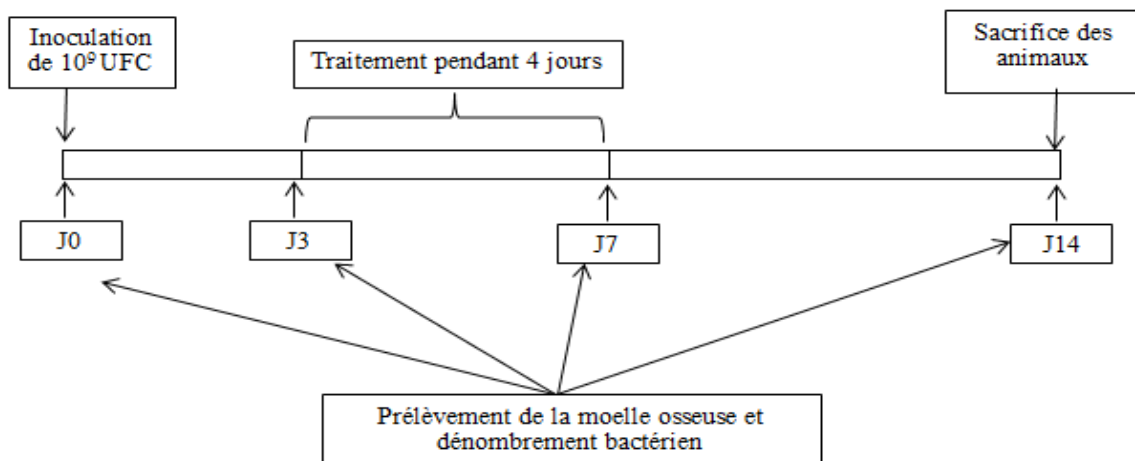 Inoculation
de 10⁹ UFC
Traitement pendant 4 jours
Sacrifice des
animaux
J0
J3
J7
J14
Prélèvement de la moelle osseuse et
dénombrement bactérien